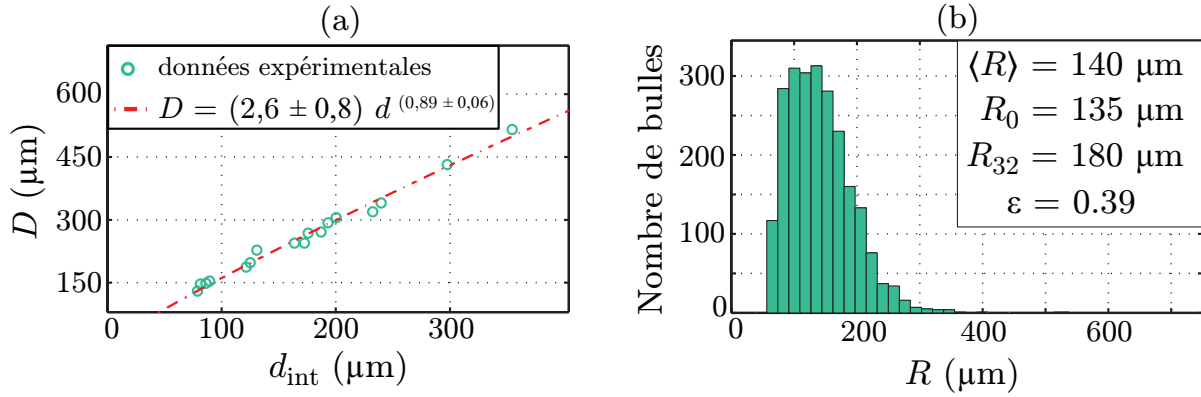 (a)
données expérimentales
D = (2,6 ± 0,8) d (0,89 ± 0,06)
600
450
300
150
0
100
200
300
D (µm)
d_int (µm)
(b)
⟨R⟩ = 140 µm
R_0 = 135 µm
R_32 = 180 µm
ε = 0.39
300
200
100
0
0
200
400
600
Nombre de bulles
R (µm)